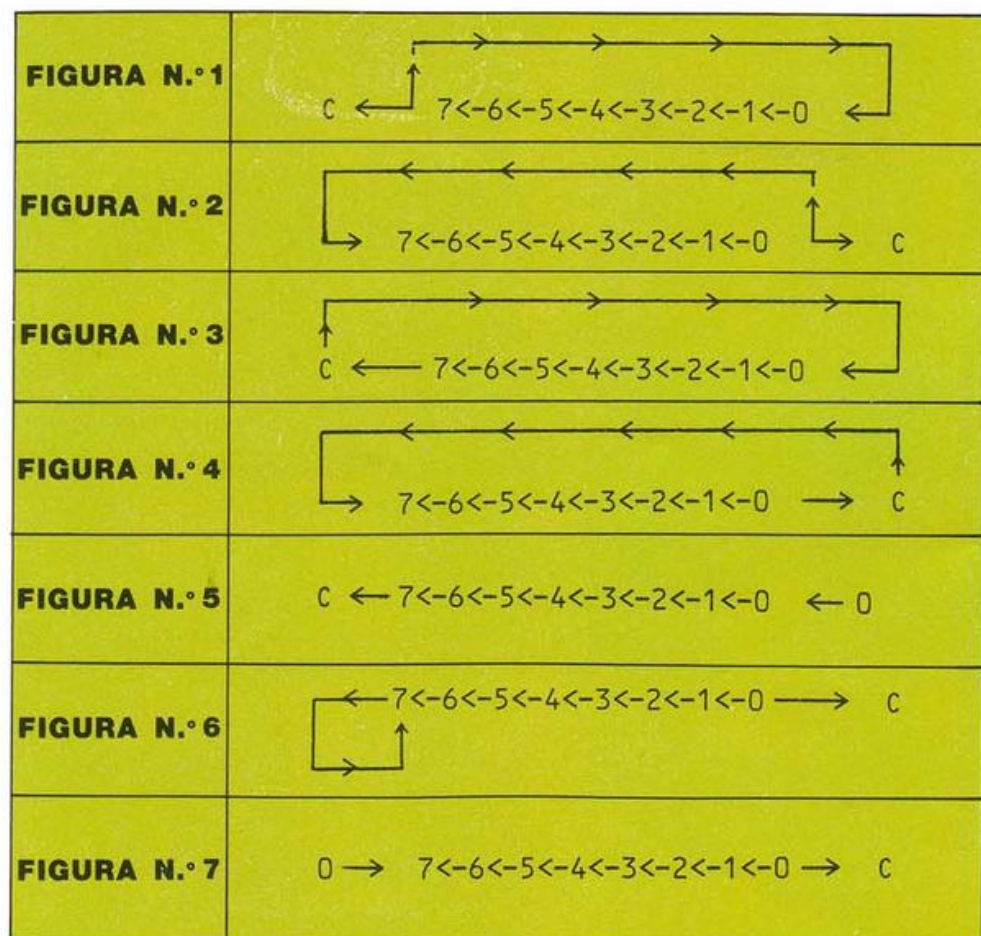 FIGURA N.º 1
C ← 7<-6<-5<-4<-3<-2<-1<-0 ←
FIGURA N.º 2
→ 7<-6<-5<-4<-3<-2<-1<-0 → C
FIGURA N.º 3
C ← 7<-6<-5<-4<-3<-2<-1<-0 ←
FIGURA N.º 4
→ 7<-6<-5<-4<-3<-2<-1<-0 → C
FIGURA N.º 5
C ← 7<-6<-5<-4<-3<-2<-1<-0 ← 0
FIGURA N.º 6
7<-6<-5<-4<-3<-2<-1<-0 → C
FIGURA N.º 7
0 → 7<-6<-5<-4<-3<-2<-1<-0 → C